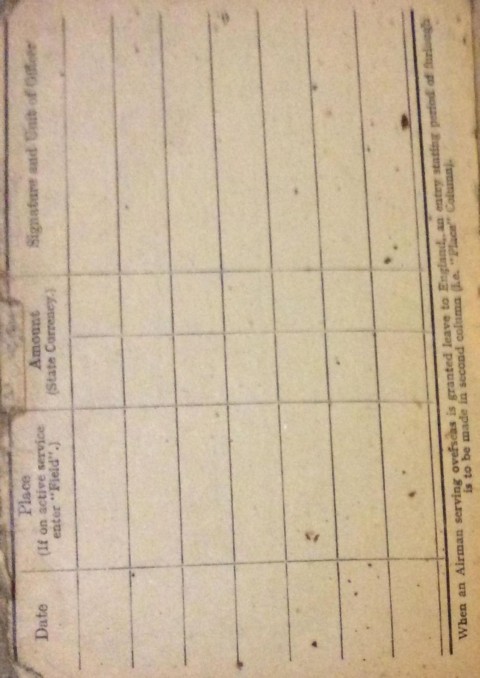 Date
Place
(If on active service
enter "Field".)
Amount
(State Currency.)
Signature and Unit of Officer
When an Airman serving overseas is granted leave to England, an entry stating period of furlough
is to be made in second column (i.e. "Place" Column).